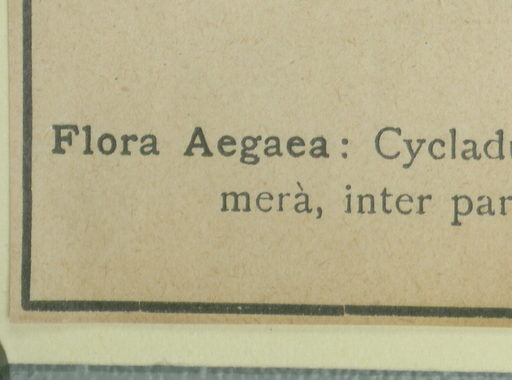 Flora Aegaea: Cyclad
merà, inter par